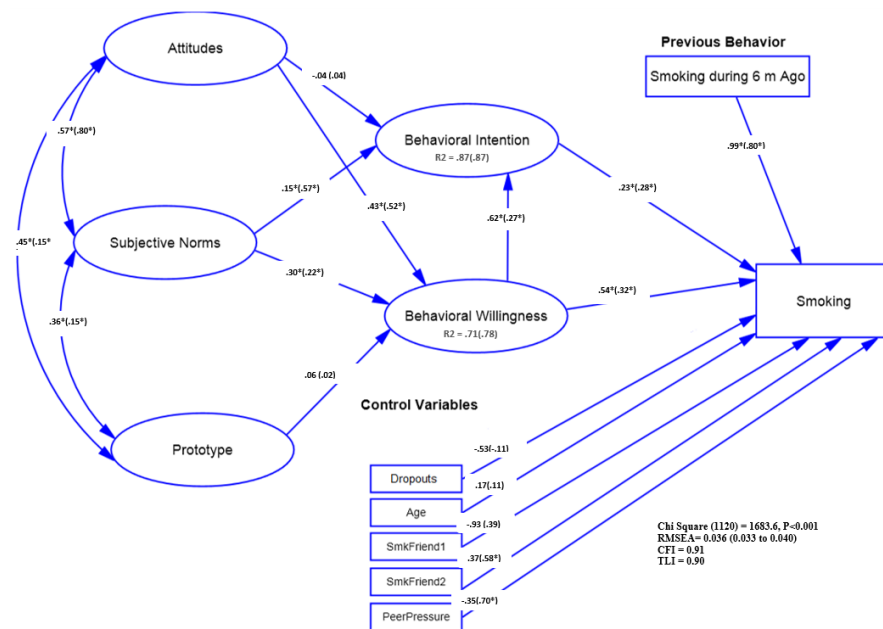 Attitudes
Previous Behavior
Smoking during 6 m Ago
-.04 (.04)
.57*(.80*)
Behavioral Intention
R2 = .87(.87)
.99*(.80*)
.15*(.57*)
.43*(.52*)
.23*(.28*)
.62*(.27*)
.45*(.15*
Subjective Norms
.30*(.22*)
.54*(.32*)
Smoking
Behavioral Willingness
R2 = .71(.78)
.36*(.15*)
.06 (.02)
Control Variables
Prototype
-.53(-.11)
Dropouts
.17(.11)
Age
-.93 (.39)
SmkFriend1
.37(.58*)
SmkFriend2
-.35(.70*)
PeerPressure
Chi Square (1120) = 1683.6, P<0.001
RMSEA= 0.036 (0.033 to 0.040)
CFI = 0.91
TLI = 0.90